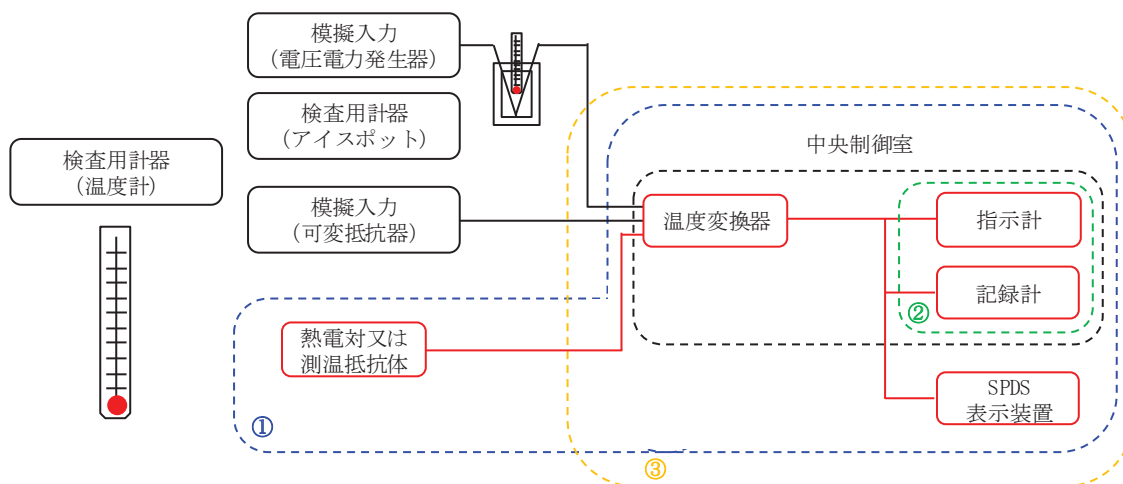 模擬入力
（電圧電力発生器）
検査用計器
（アイスポット）
検査用計器
（温度計）
模擬入力
（可変抵抗器）
中央制御室
温度変換器
指示計
記録計
②
熱電対又は
測温抵抗体
SPDS
表示装置
①
③